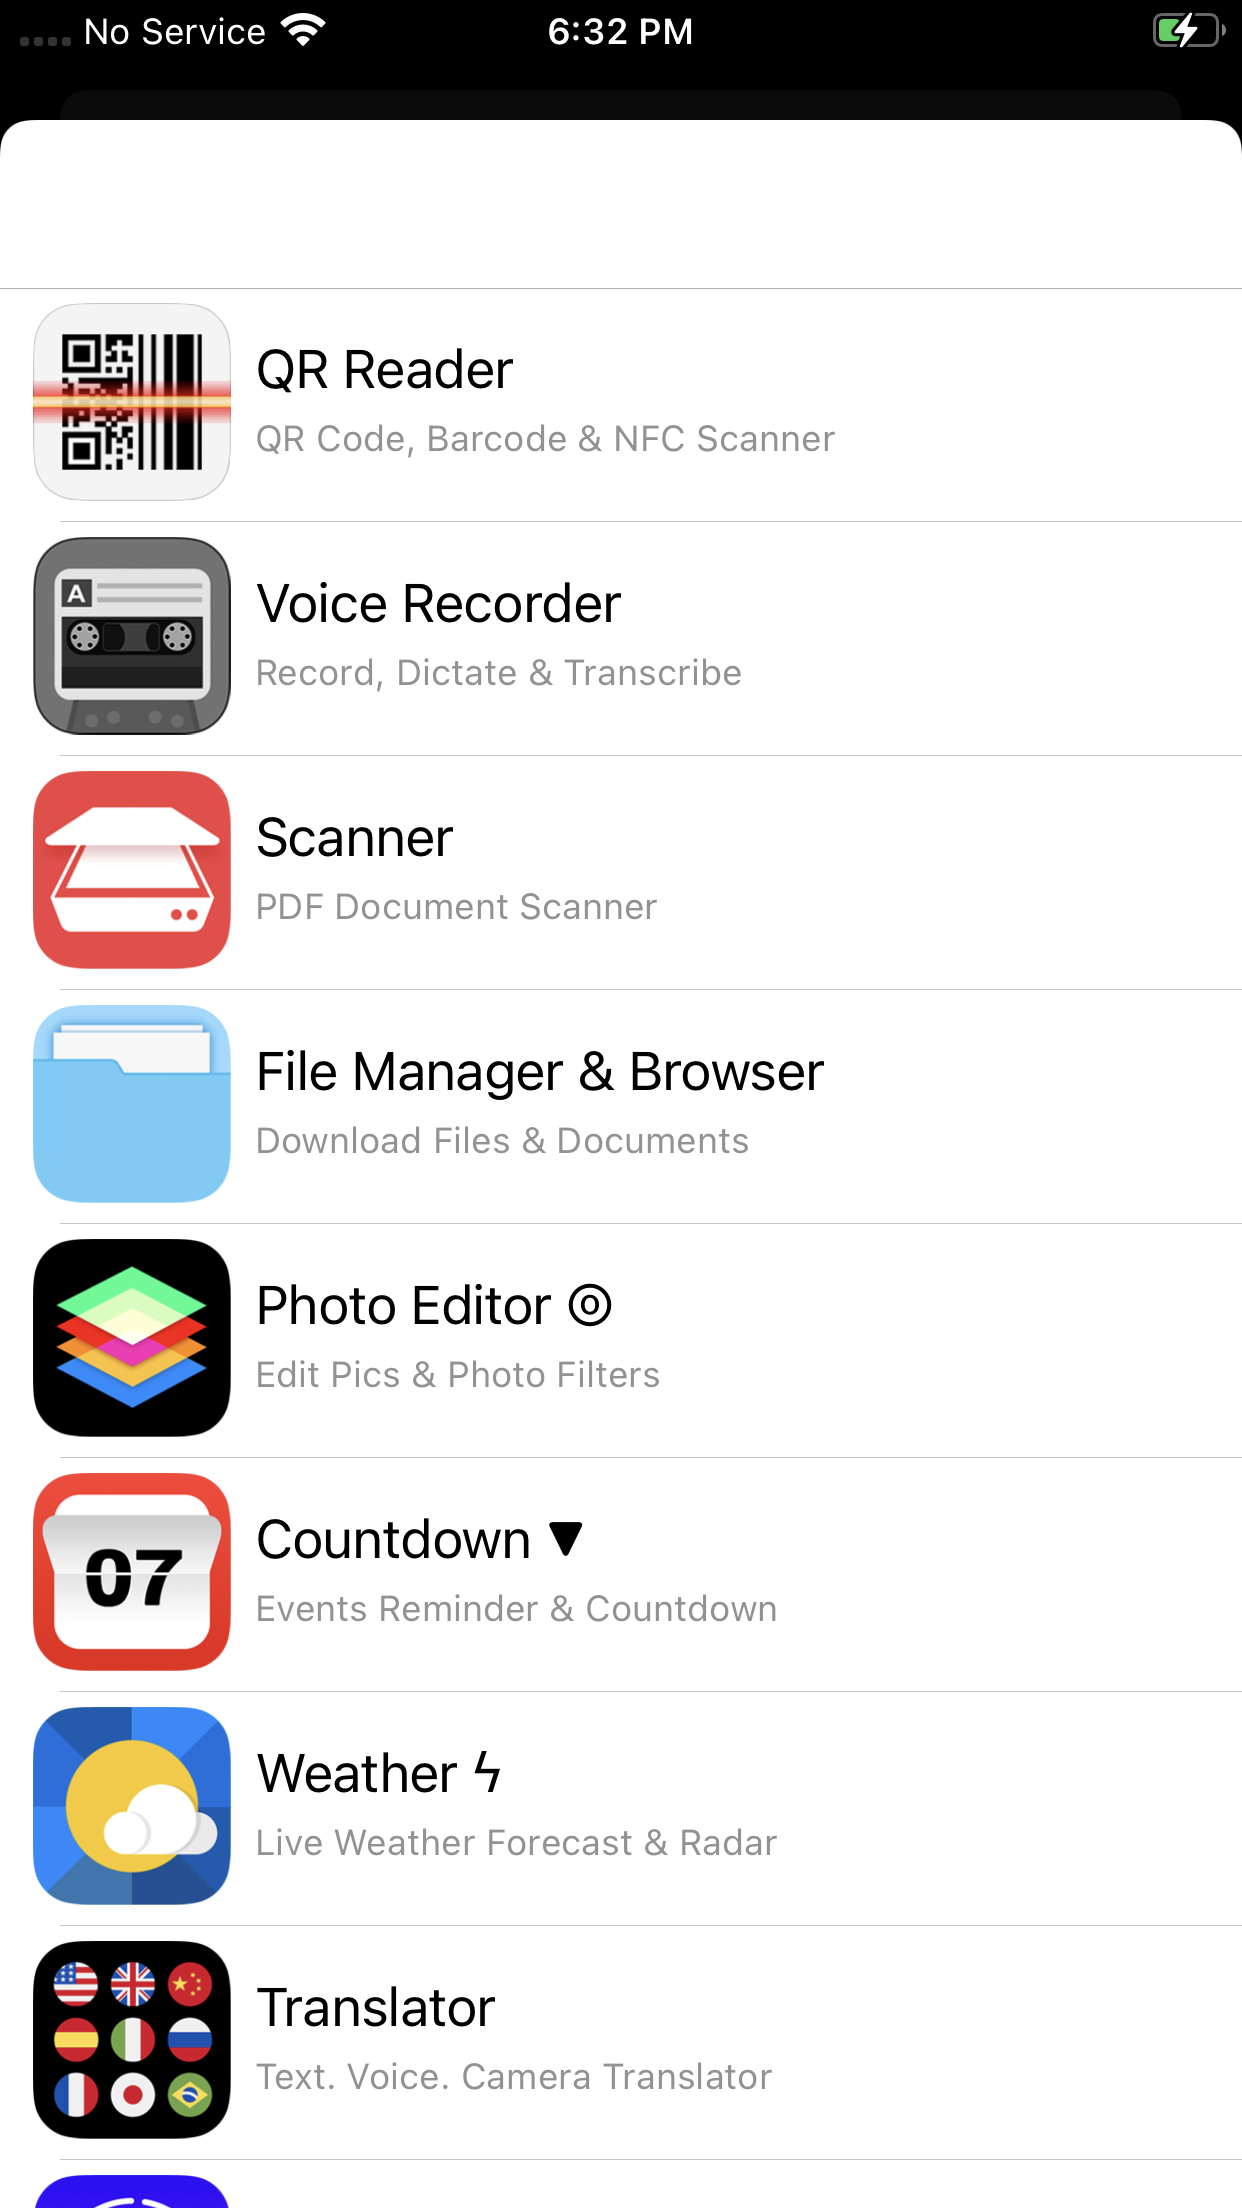 No Service
6:32 PM
QR Reader
QR Code, Barcode & NFC Scanner
A
Voice Recorder
Record, Dictate & Transcribe
Scanner
PDF Document Scanner
File Manager & Browser
Download Files & Documents
Photo Editor ⦾
Edit Pics & Photo Filters
07
Countdown ▼
Events Reminder & Countdown
Weather ϟ
Live Weather Forecast & Radar
Translator
Text. Voice. Camera Translator